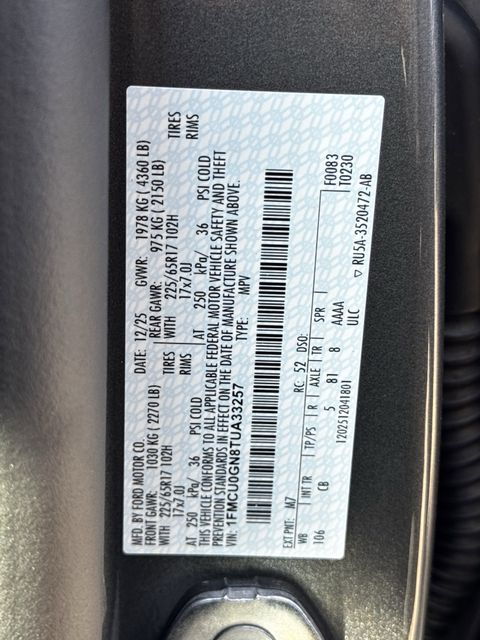 MFD. BY FORD MOTOR CO. DATE: 12/25 GVWR: 1978 KG ( 4360 LB)
FRONT GAWR: 1030 KG ( 2270 LB) REAR GAWR: 975 KG ( 2150 LB)
WITH 225/65R17 102H TIRES WITH 225/65R17 102H TIRES
17x7.0J RIMS 17x7.0J RIMS
AT 250 kPa/ 36 PSI COLD AT 250 kPa/ 36 PSI COLD
THIS VEHICLE CONFORMS TO ALL APPLICABLE FEDERAL MOTOR VEHICLE SAFETY AND THEFT
PREVENTION STANDARDS IN EFFECT ON THE DATE OF MANUFACTURE SHOWN ABOVE.
VIN: 1FMCU0GN8TUA33257 TYPE: MPV
EXT PNT: M7 RC: 52 DSO: F0083
WB INT TR TP/PS R AXLE TR SPR T0230
106 CB 5 81 8 AAAA
ULC
1202512041801 ▽ RU5A-3520472-AB